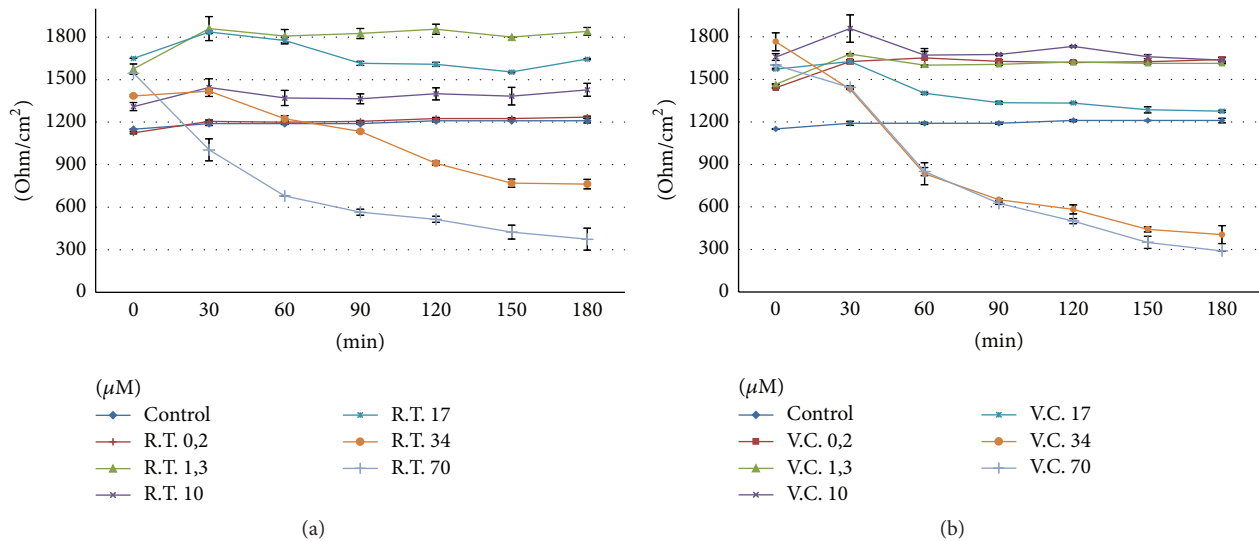 1800
1500
1200
900
600
300
0
(Ohm/cm²)
0 30 60 90 120 150 180
(min)
(μM)
Control
R.T. 0,2
R.T. 1,3
R.T. 10
R.T. 17
R.T. 34
R.T. 70
(a)
1800
1500
1200
900
600
300
0
(Ohm/cm²)
0 30 60 90 120 150 180
(min)
(μM)
Control
V.C. 0,2
V.C. 1,3
V.C. 10
V.C. 17
V.C. 34
V.C. 70
(b)